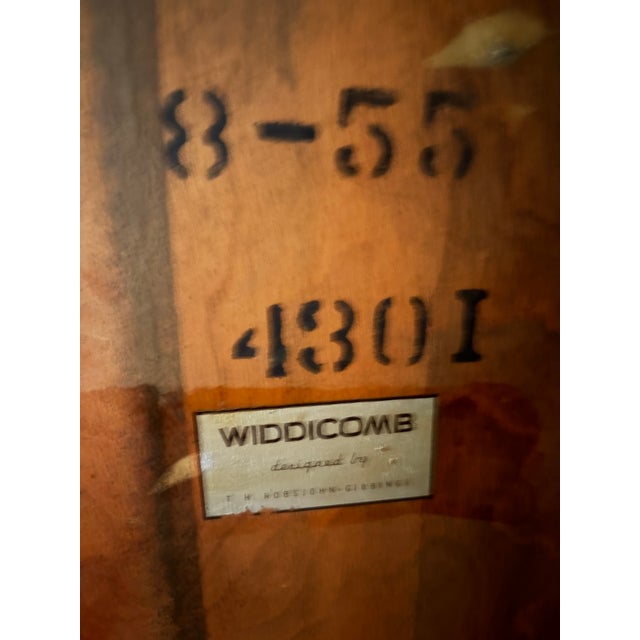 8-55
4301
WIDDICOMB
designed by
T. H. ROBSJOHN-GIBBINGS